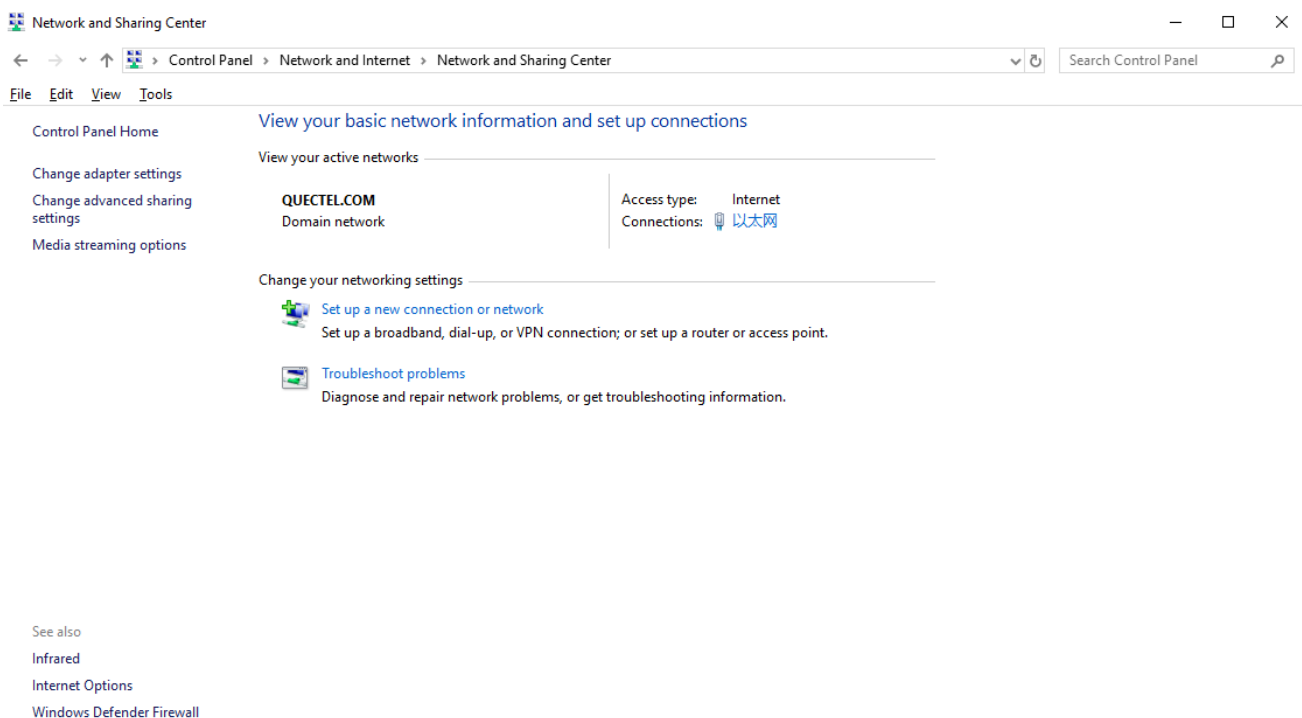 Network and Sharing Center
Control Panel > Network and Internet > Network and Sharing Center
Search Control Panel
File Edit View Tools
Control Panel Home
Change adapter settings
Change advanced sharing
settings
Media streaming options
View your basic network information and set up connections
View your active networks
QUECTEL.COM
Domain network
Access type: Internet
Connections: 以太网
Change your networking settings
Set up a new connection or network
Set up a broadband, dial-up, or VPN connection; or set up a router or access point.
Troubleshoot problems
Diagnose and repair network problems, or get troubleshooting information.
See also
Infrared
Internet Options
Windows Defender Firewall